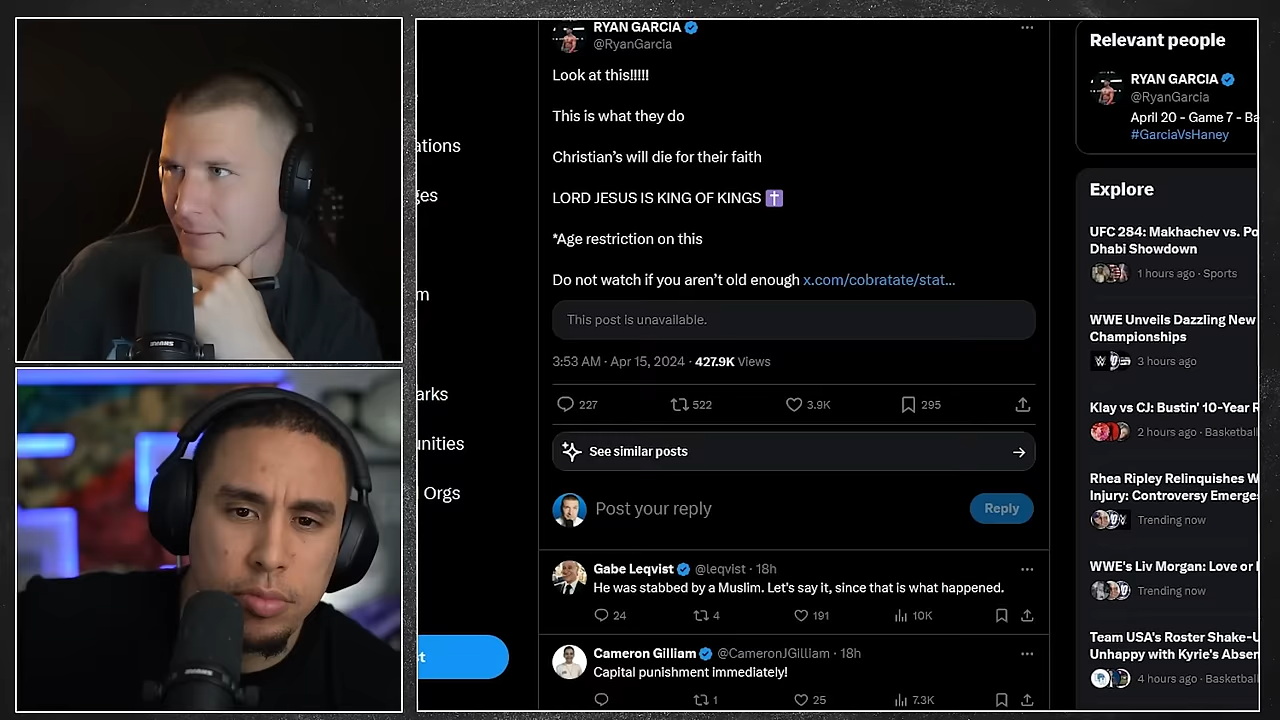 RYAN GARCIA
@RyanGarcia
Look at this!!!!!
This is what they do
Christian’s will die for their faith
LORD JESUS IS KING OF KINGS ✝️
*Age restriction on this
Do not watch if you aren’t old enough x.com/cobratate/stat...
This post is unavailable.
3:53 AM · Apr 15, 2024 · 427.9K Views
227 522 3.9K 295
See similar posts
Post your reply
Reply
Gabe Leqvist @leqvist · 18h
He was stabbed by a Muslim. Let's say it, since that is what happened.
24 4 191 10K
Cameron Gilliam @CameronJGilliam · 18h
Capital punishment immediately!
1 25 7.3K
ations
ges
m
arks
unities
Orgs
t
Relevant people
RYAN GARCIA
@RyanGarcia
April 20 - Game 7 - Ba
#GarciaVsHaney
Explore
UFC 284: Makhachev vs. Po
Dhabi Showdown
1 hours ago · Sports
WWE Unveils Dazzling New
Championships
3 hours ago
Klay vs CJ: Bustin' 10-Year R
2 hours ago · Basketball
Rhea Ripley Relinquishes W
Injury: Controversy Emerge
Trending now
WWE's Liv Morgan: Love or
Trending now
Team USA's Roster Shake-U
Unhappy with Kyrie's Absen
4 hours ago · Basketball